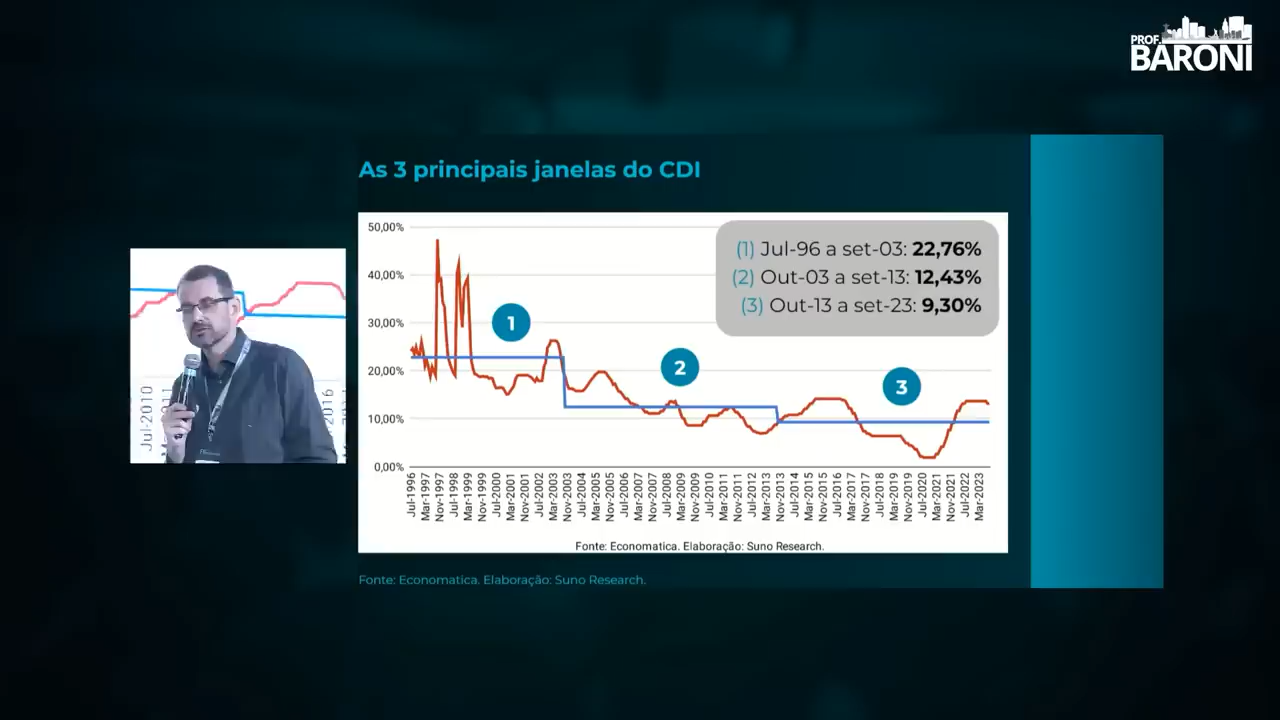 PROF.
BARONI
As 3 principais janelas do CDI
50,00%
40,00%
30,00%
20,00%
10,00%
0,00%
(1) Jul-96 a set-03: 22,76%
(2) Out-03 a set-13: 12,43%
(3) Out-13 a set-23: 9,30%
1
2
3
Jul-1996
Mar-1997
Nov-1997
Jul-1998
Mar-1999
Nov-1999
Jul-2000
Mar-2001
Nov-2001
Jul-2002
Mar-2003
Nov-2003
Jul-2004
Mar-2005
Nov-2005
Jul-2006
Mar-2007
Nov-2007
Jul-2008
Mar-2009
Nov-2009
Jul-2010
Mar-2011
Nov-2011
Jul-2012
Mar-2013
Nov-2013
Jul-2014
Mar-2015
Nov-2015
Jul-2016
Mar-2017
Nov-2017
Jul-2018
Mar-2019
Nov-2019
Jul-2020
Mar-2021
Nov-2021
Jul-2022
Mar-2023
Fonte: Economatica. Elaboração: Suno Research.
Fonte: Economatica. Elaboração: Suno Research.
Jul-2010
-2016